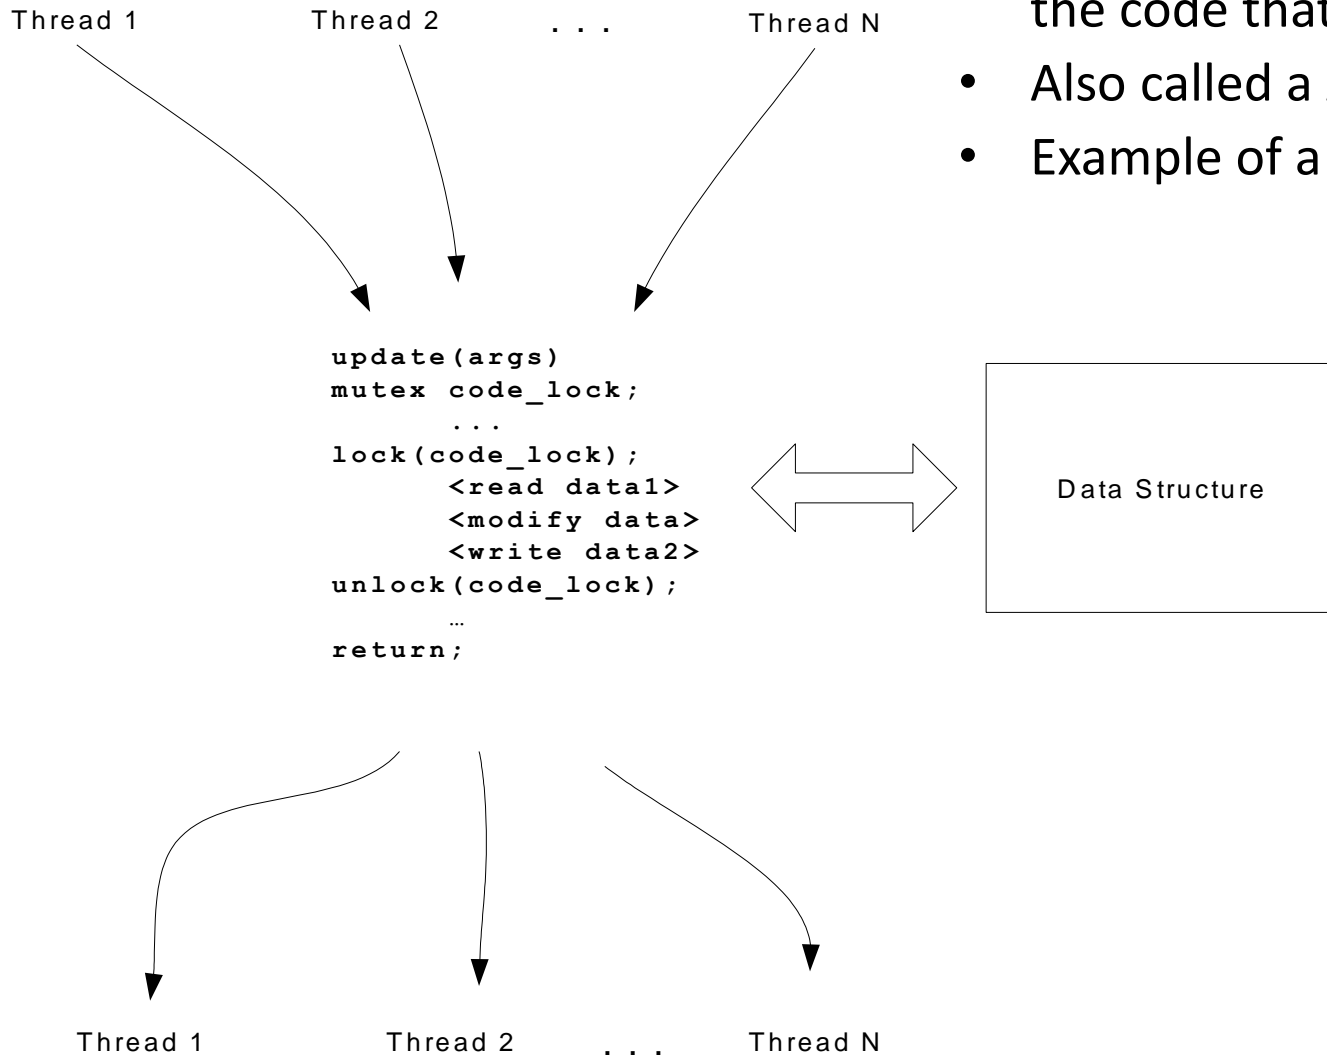 Thread 1 Thread 2 . . . Thread N
the code that
• Also called a
• Example of a
update(args)
mutex code_lock;
...
lock(code_lock);
<read data1>
<modify data>
<write data2>
unlock(code_lock);
…
return;
Data Structure
Thread 1 Thread 2 . . . Thread N